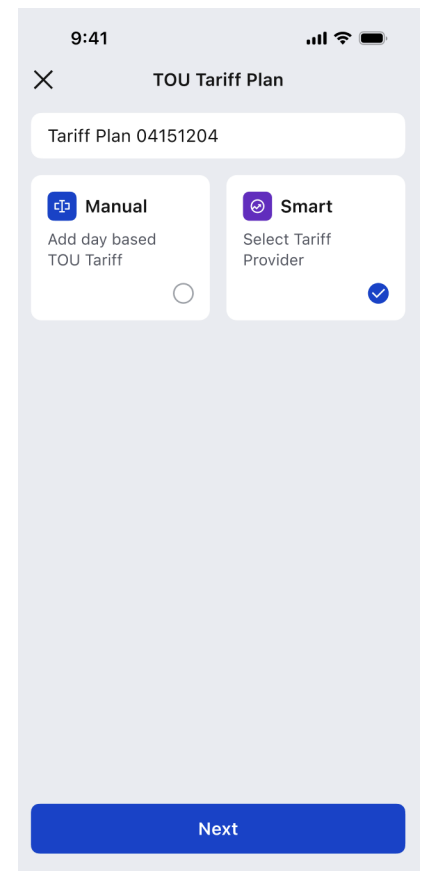 9:41
TOU Tariff Plan
Tariff Plan 04151204
Manual
Add day based
TOU Tariff
Smart
Select Tariff
Provider
Next